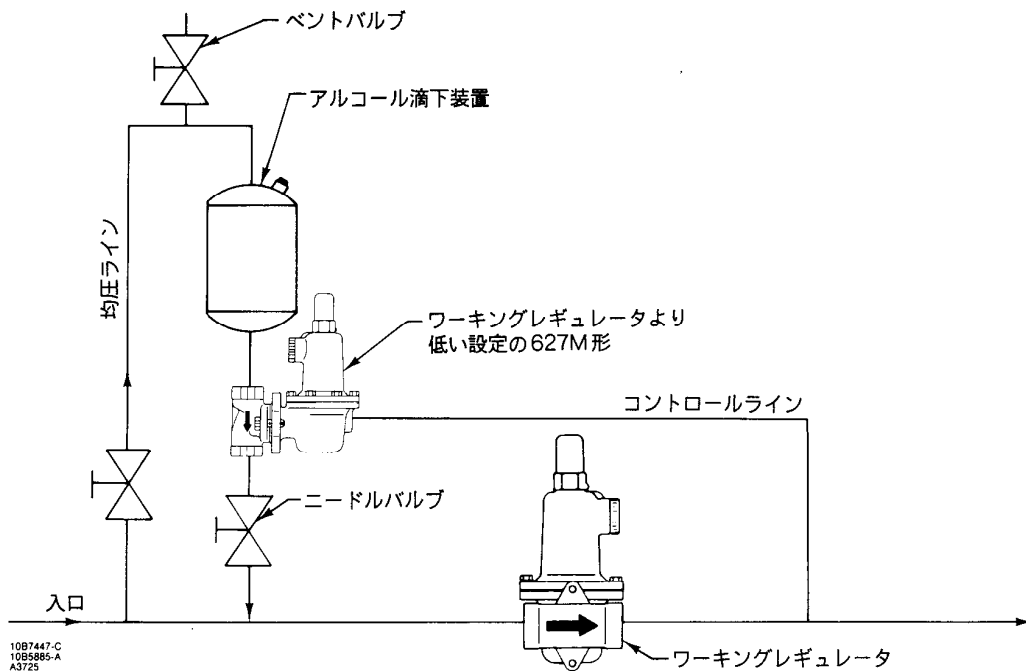 ベントバルブ
アルコール滴下装置
均圧ライン
ワーキングレギュレータより
低い設定の627M形
コントロールライン
ニードルバルブ
入口
ワーキングレギュレータ
10B7447-C
10B5885-A
A3725